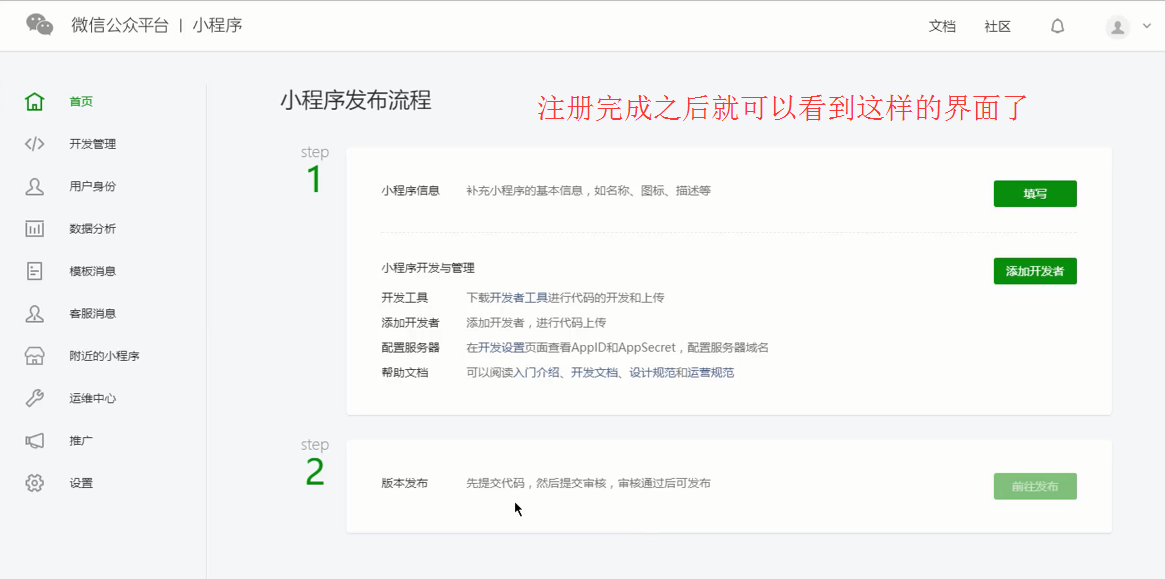 微信公众平台 | 小程序
文档 社区
首页
开发管理
用户身份
数据分析
模板消息
客服消息
附近的小程序
运维中心
推广
设置
小程序发布流程
注册完成之后就可以看到这样的界面了
step
1
小程序信息 补充小程序的基本信息，如名称、图标、描述等 填写
小程序开发与管理 添加开发者
开发工具 下载开发者工具进行代码的开发和上传
添加开发者 添加开发者，进行代码上传
配置服务器 在开发设置页面查看AppID和AppSecret，配置服务器域名
帮助文档 可以阅读入门介绍、开发文档、设计规范和运营规范
step
2
版本发布 先提交代码，然后提交审核，审核通过后可发布 前往发布